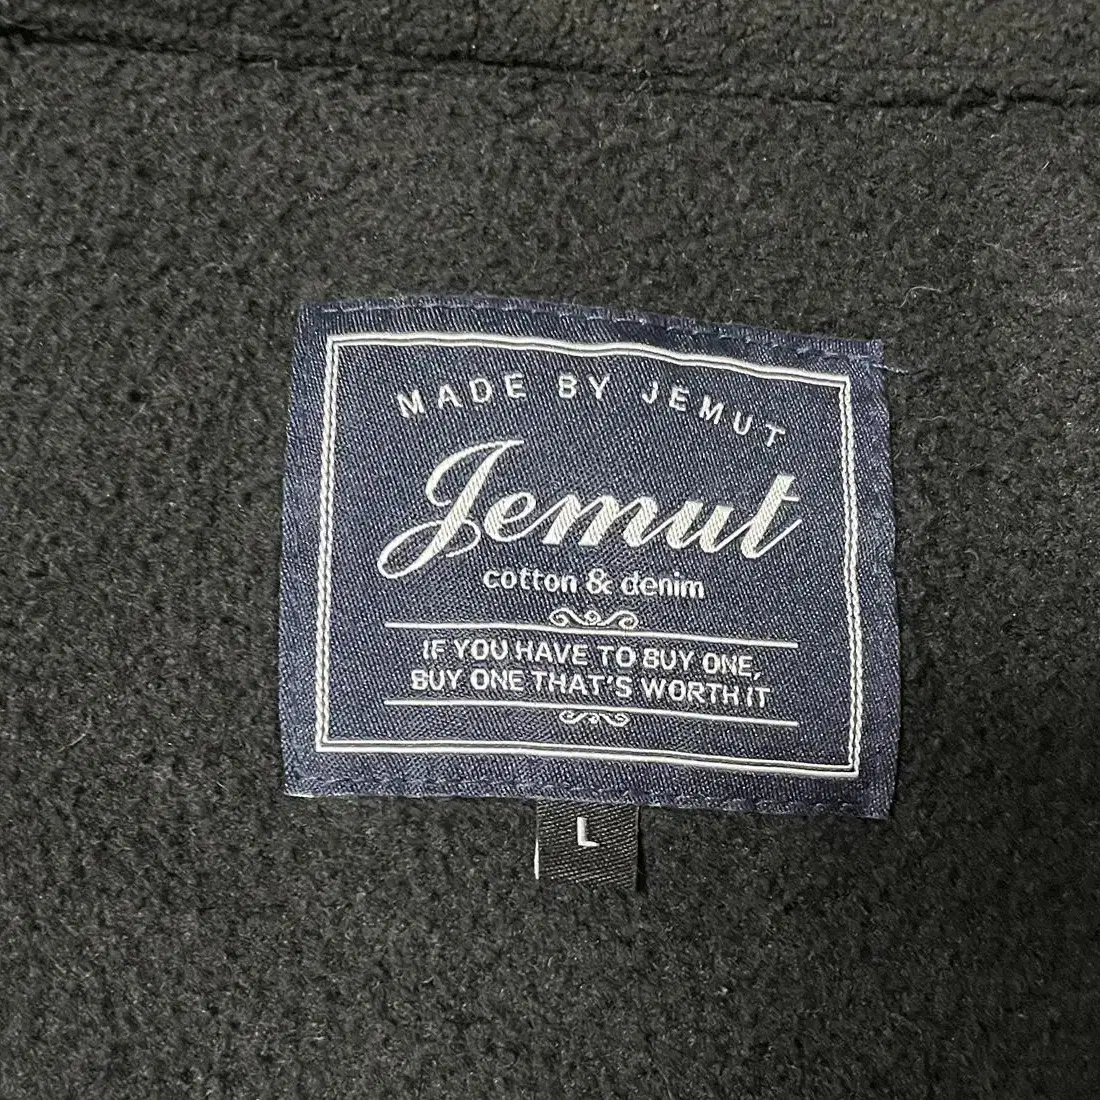 MADE BY JEMUT
Jemut
cotton & denim
IF YOU HAVE TO BUY ONE,
BUY ONE THAT'S WORTH IT
L